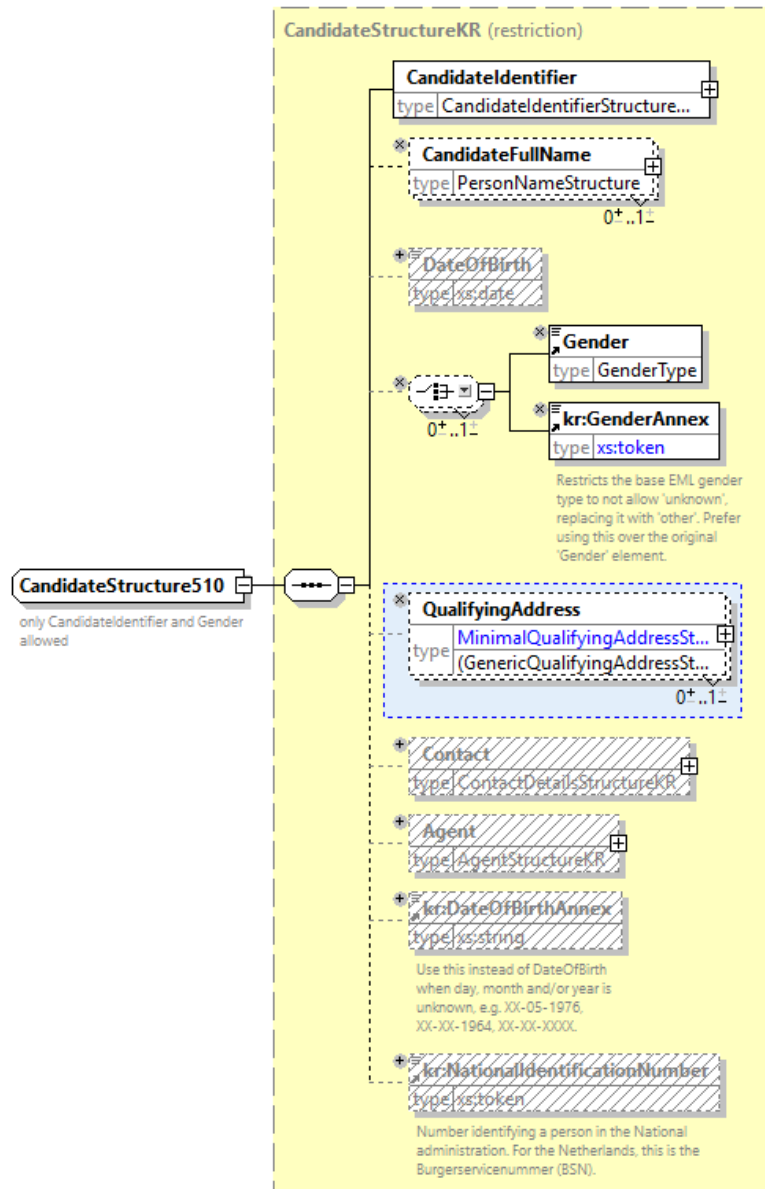 CandidateStructureKR (restriction)
CandidateIdentifier
type CandidateIdentifierStructure...
CandidateFullName
type PersonNameStructure
0±..1±
DateOfBirth
type xs:date
Gender
type GenderType
0±..1±
kr:GenderAnnex
type xs:token
Restricts the base EML gender
type to not allow 'unknown',
replacing it with 'other'. Prefer
using this over the original
'Gender' element.
CandidateStructure510
only CandidateIdentifier and Gender
allowed
QualifyingAddress
type MinimalQualifyingAddressSt...
(GenericQualifyingAddressSt...
0±..1±
Contact
type ContactDetailsStructureKR
Agent
type AgentStructureKR
kr:DateOfBirthAnnex
type xs:string
Use this instead of DateOfBirth
when day, month and/or year is
unknown, e.g. XX-05-1976,
XX-XX-1964, XX-XX-XXXX.
kr:NationalIdentificationNumber
type xs:token
Number identifying a person in the National
administration. For the Netherlands, this is the
Burgerservicenummer (BSN).